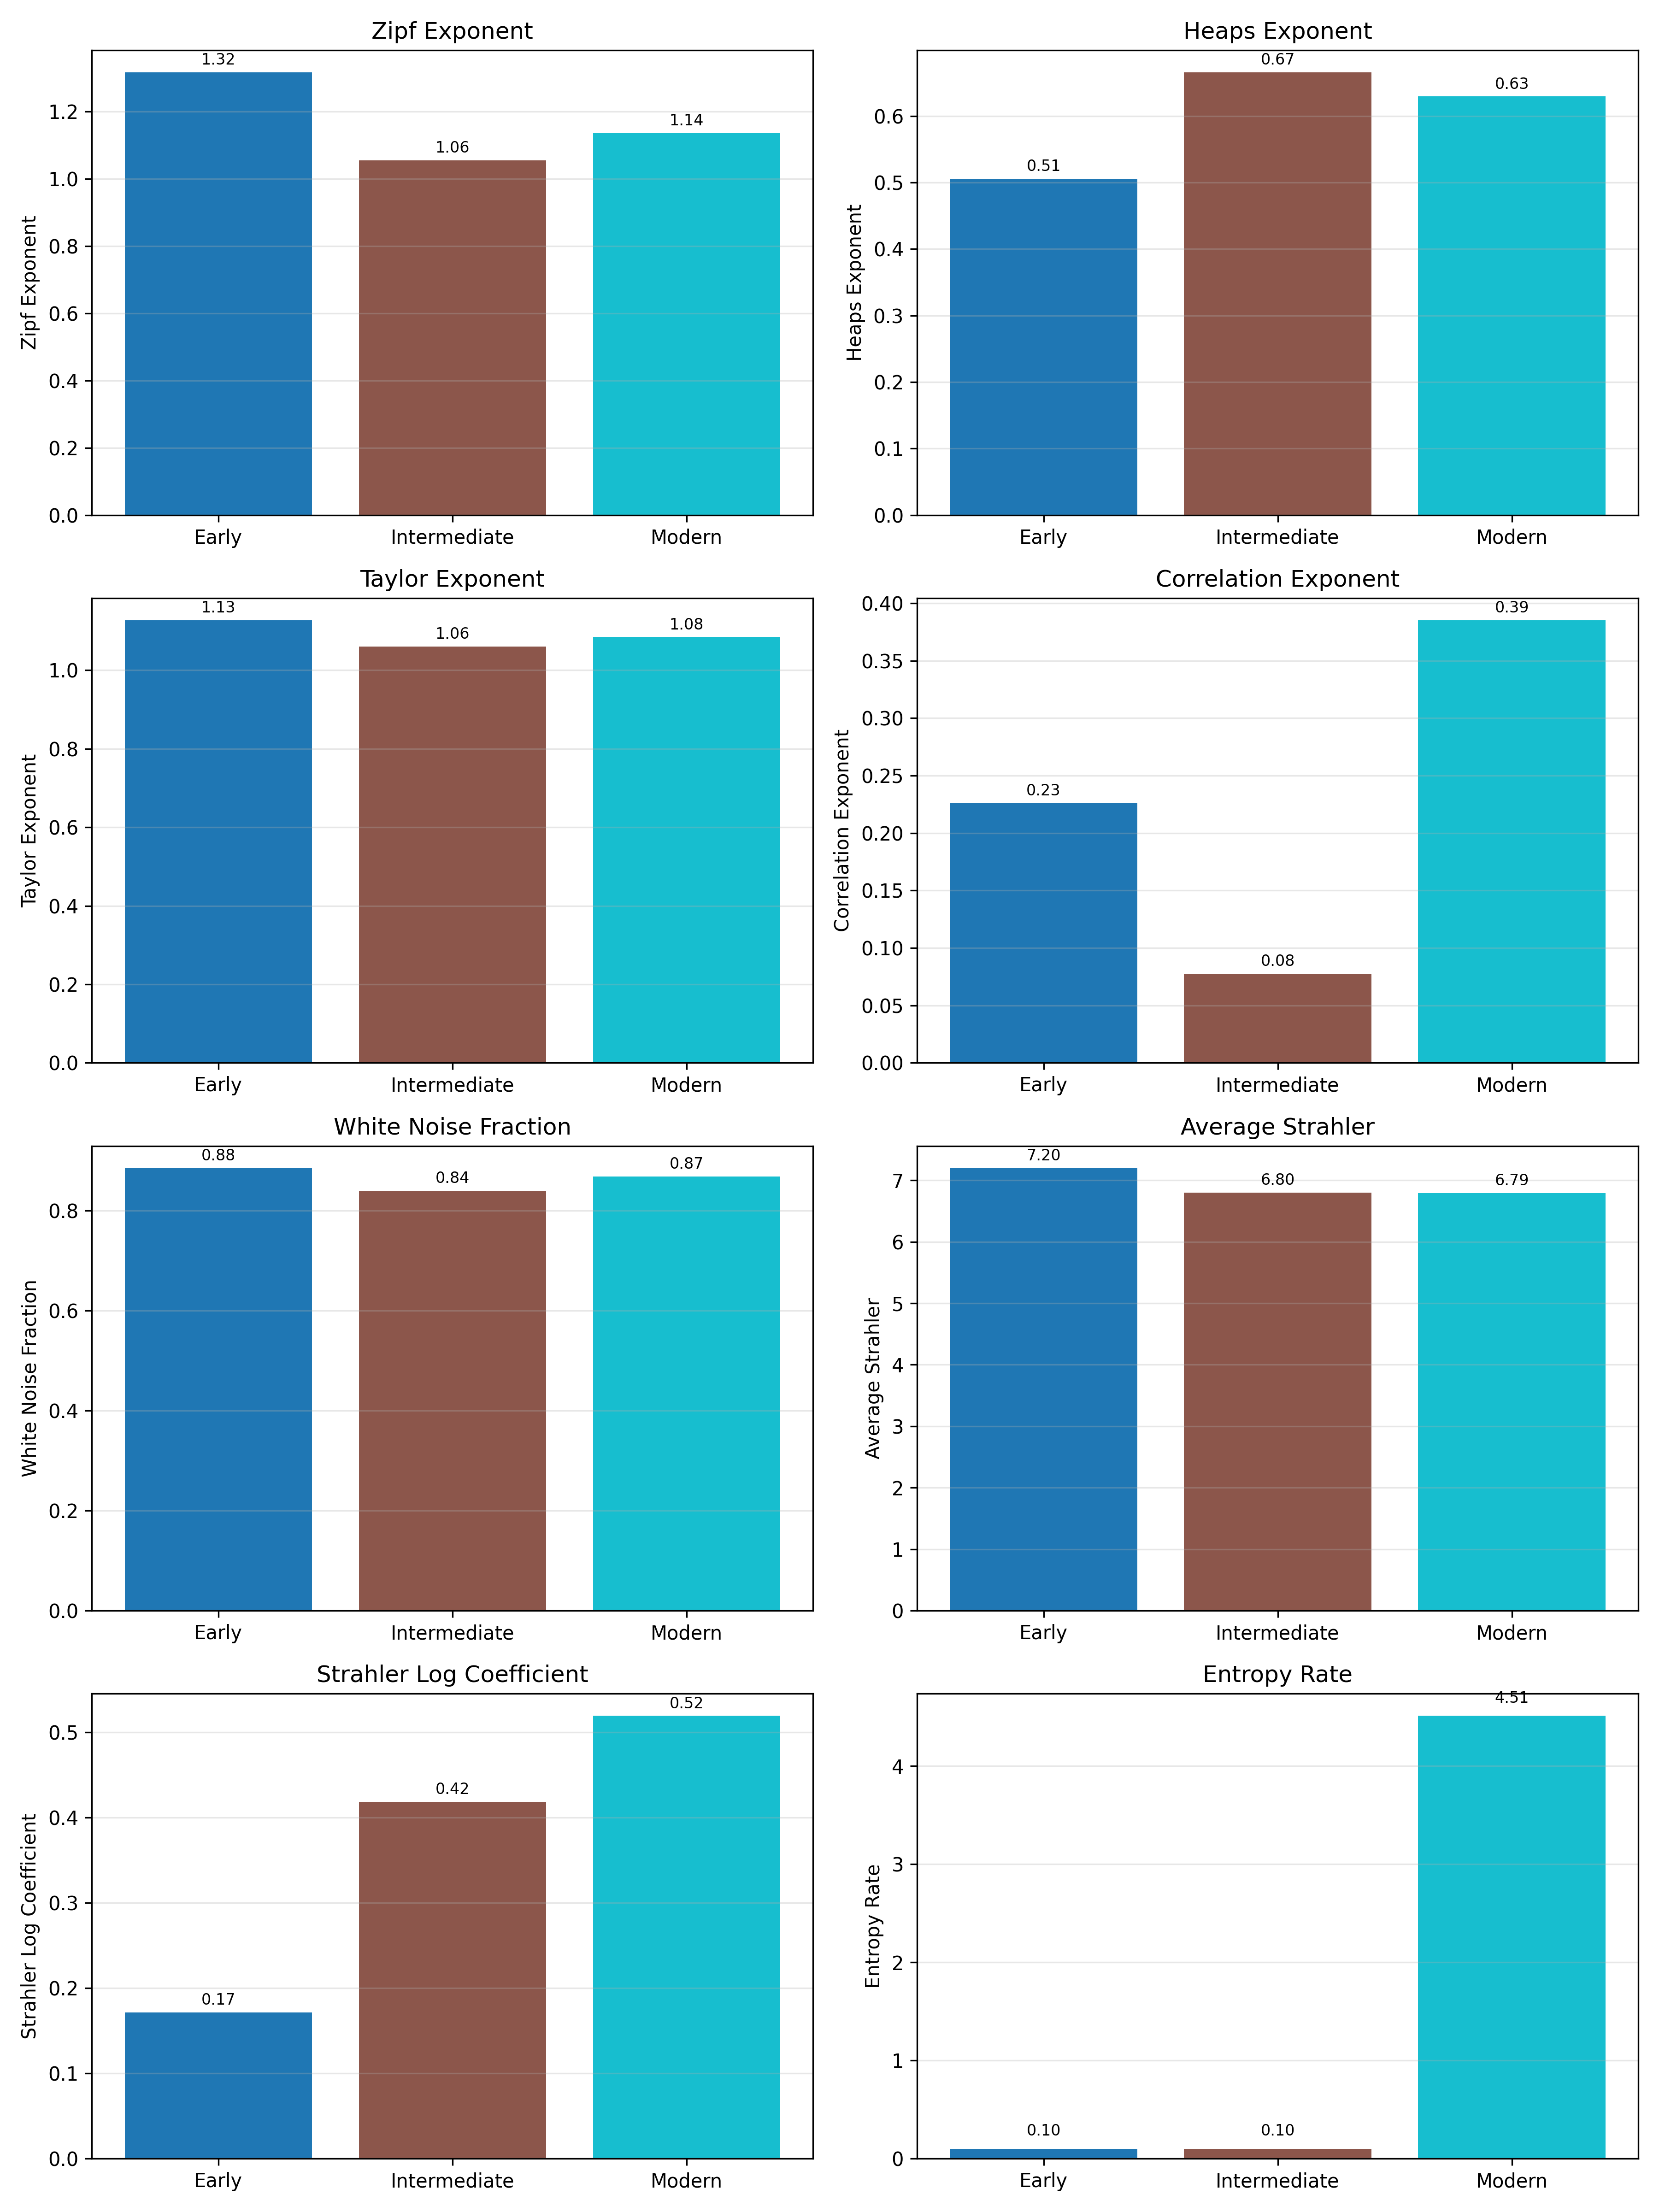 Zipf Exponent
Zipf Exponent
1.2
1.0
0.8
0.6
0.4
0.2
0.0
1.32
1.06
1.14
Early
Intermediate
Modern
Heaps Exponent
Heaps Exponent
0.6
0.5
0.4
0.3
0.2
0.1
0.0
0.51
0.67
0.63
Early
Intermediate
Modern
Taylor Exponent
Taylor Exponent
1.0
0.8
0.6
0.4
0.2
0.0
1.13
1.06
1.08
Early
Intermediate
Modern
Correlation Exponent
Correlation Exponent
0.40
0.35
0.30
0.25
0.20
0.15
0.10
0.05
0.00
0.23
0.08
0.39
Early
Intermediate
Modern
White Noise Fraction
White Noise Fraction
0.8
0.6
0.4
0.2
0.0
0.88
0.84
0.87
Early
Intermediate
Modern
Average Strahler
Average Strahler
7
6
5
4
3
2
1
0
7.20
6.80
6.79
Early
Intermediate
Modern
Strahler Log Coefficient
Strahler Log Coefficient
0.5
0.4
0.3
0.2
0.1
0.0
0.17
0.42
0.52
Early
Intermediate
Modern
Entropy Rate
Entropy Rate
4
3
2
1
0
0.10
0.10
4.51
Early
Intermediate
Modern